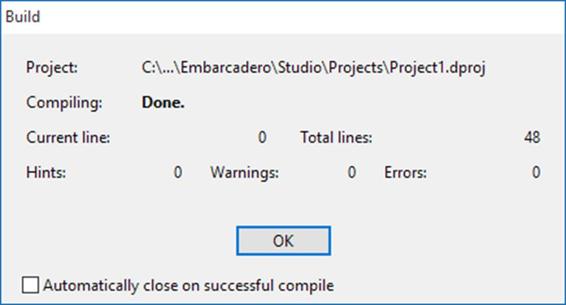 Build
Project: C:\...\Embarcadero\Studio\Projects\Project1.dproj
Compiling: Done.
Current line: 0 Total lines: 48
Hints: 0 Warnings: 0 Errors: 0
OK
Automatically close on successful compile